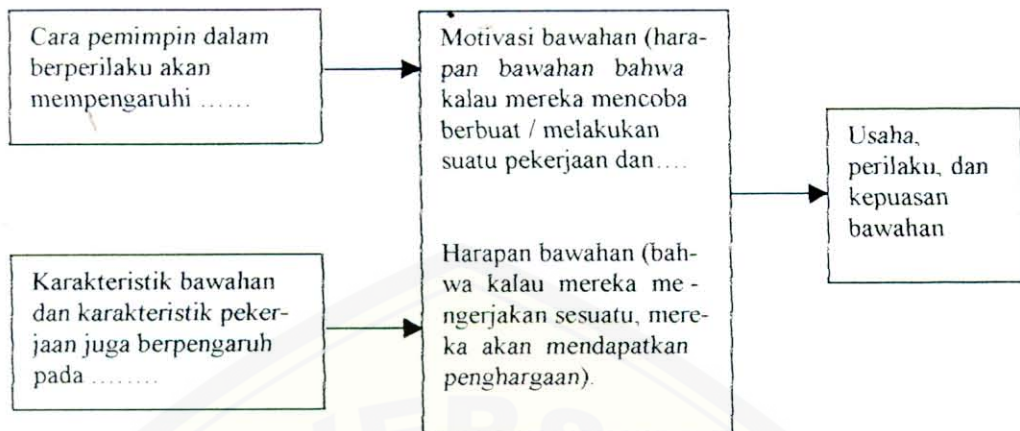 Cara pemimpin dalam
berperilaku akan
mempengaruhi ......
Karakteristik bawahan
dan karakteristik peker-
jaan juga berpengaruh
pada ........
Motivasi bawahan (hara-
pan bawahan bahwa
kalau mereka mencoba
berbuat / melakukan
suatu pekerjaan dan....
Harapan bawahan (bah-
wa kalau mereka me -
ngerjakan sesuatu, mere-
ka akan mendapatkan
penghargaan).
Usaha,
perilaku, dan
kepuasan
bawahan